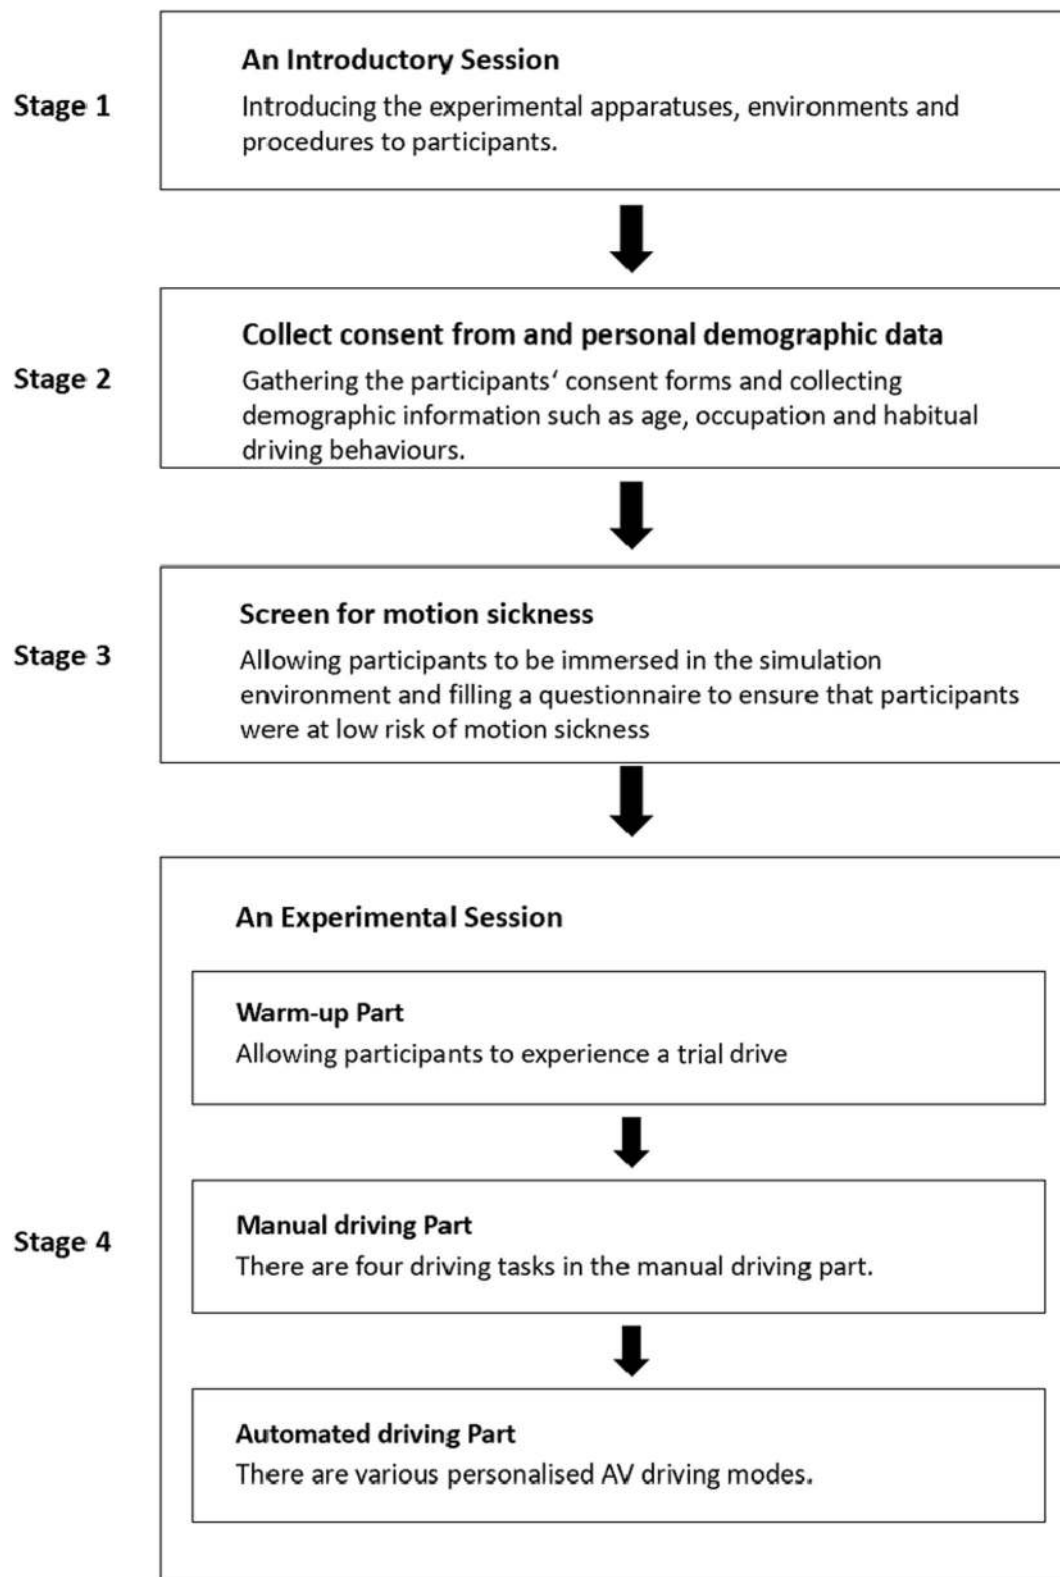 An Introductory Session
Stage 1
Introducing the experimental apparatuses, environments and
procedures to participants.
Collect consent from and personal demographic data
Stage 2
Gathering the participants‘ consent forms and collecting
demographic information such as age, occupation and habitual
driving behaviours.
Screen for motion sickness
Stage 3
Allowing participants to be immersed in the simulation
environment and filling a questionnaire to ensure that participants
were at low risk of motion sickness
An Experimental Session
Warm-up Part
Allowing participants to experience a trial drive
Stage 4
Manual driving Part
There are four driving tasks in the manual driving part.
Automated driving Part
There are various personalised AV driving modes.